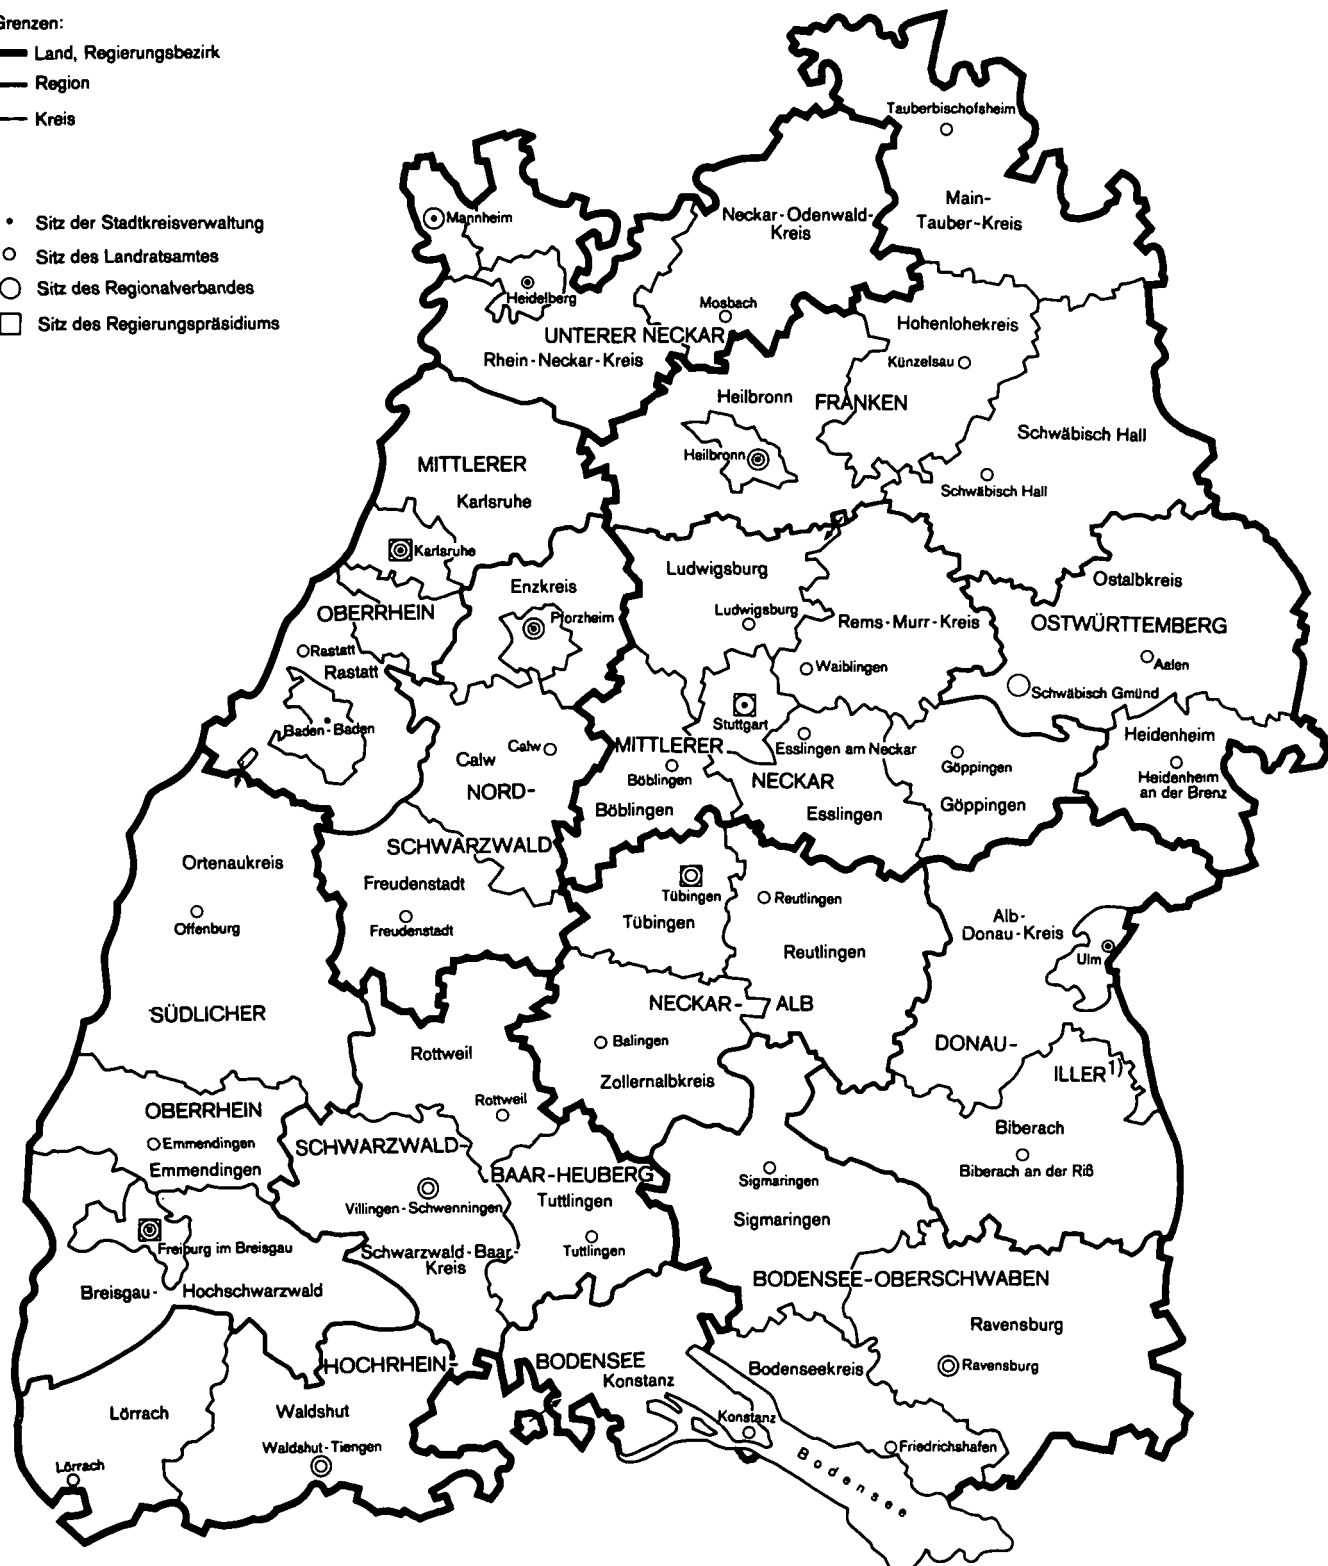 Grenzen:
Land, Regierungsbezirk
Region
Kreis
Sitz der Stadtkreisverwaltung
Sitz des Landratsamtes
Sitz des Regionalverbandes
Sitz des Regierungspräsidiums
Tauberbischofsheim
Main-
Tauber-Kreis
Neckar-Odenwald-
Kreis
Mosbach
Mannheim
Heidelberg
UNTERER NECKAR
Rhein-Neckar-Kreis
Hohenlohekreis
Künzelsau
Heilbronn
FRANKEN
Heilbronn
Schwäbisch Hall
Schwäbisch Hall
MITTLERER
Karlsruhe
Karlsruhe
OBERRHEIN
Enzkreis
Pforzheim
Rastatt
Rastatt
Baden-Baden
Ludwigsburg
Ludwigsburg
Rems-Murr-Kreis
Waiblingen
Ostalbkreis
OSTWÜRTTEMBERG
Aalen
Schwäbisch Gmünd
Stuttgart
MITTLERER
Böblingen
Böblingen
Esslingen am Neckar
NECKAR
Esslingen
Göppingen
Göppingen
Heidenheim
Heidenheim
an der Brenz
Calw
Calw
NORD-
SCHWARZWALD
Freudenstadt
Freudenstadt
Ortenaukreis
Offenburg
SÜDLICHER
Tübingen
Tübingen
Reutlingen
Reutlingen
Alb-
Donau-Kreis
Ulm
NECKAR- ALB
Balingen
Zollernalbkreis
DONAU-
ILLER1)
Biberach
Biberach an der Riß
Rottweil
Rottweil
OBERRHEIN
Emmendingen
Emmendingen
SCHWARZWALD-
BAAR-HEUBERG
Villingen-Schwenningen
Tuttlingen
Tuttlingen
Schwarzwald-Baar-
Kreis
Freiburg im Breisgau
Breisgau- Hochschwarzwald
Sigmaringen
Sigmaringen
BODENSEE-OBERSCHWABEN
Ravensburg
Ravensburg
Bodenseekreis
Friedrichshafen
HOCHRHEIN-
BODENSEE
Konstanz
Konstanz
Bodensee
Lörrach
Lörrach
Waldshut
Waldshut-Tiengen